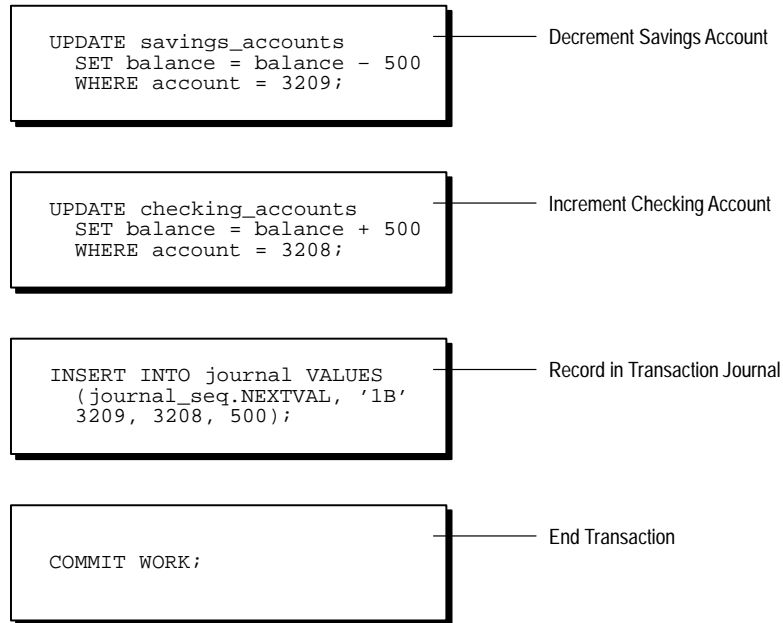 UPDATE savings_accounts
SET balance = balance – 500
WHERE account = 3209;
Decrement Savings Account
UPDATE checking_accounts
SET balance = balance + 500
WHERE account = 3208;
Increment Checking Account
INSERT INTO journal VALUES
(journal_seq.NEXTVAL, ’1B’
3209, 3208, 500);
Record in Transaction Journal
COMMIT WORK;
End Transaction